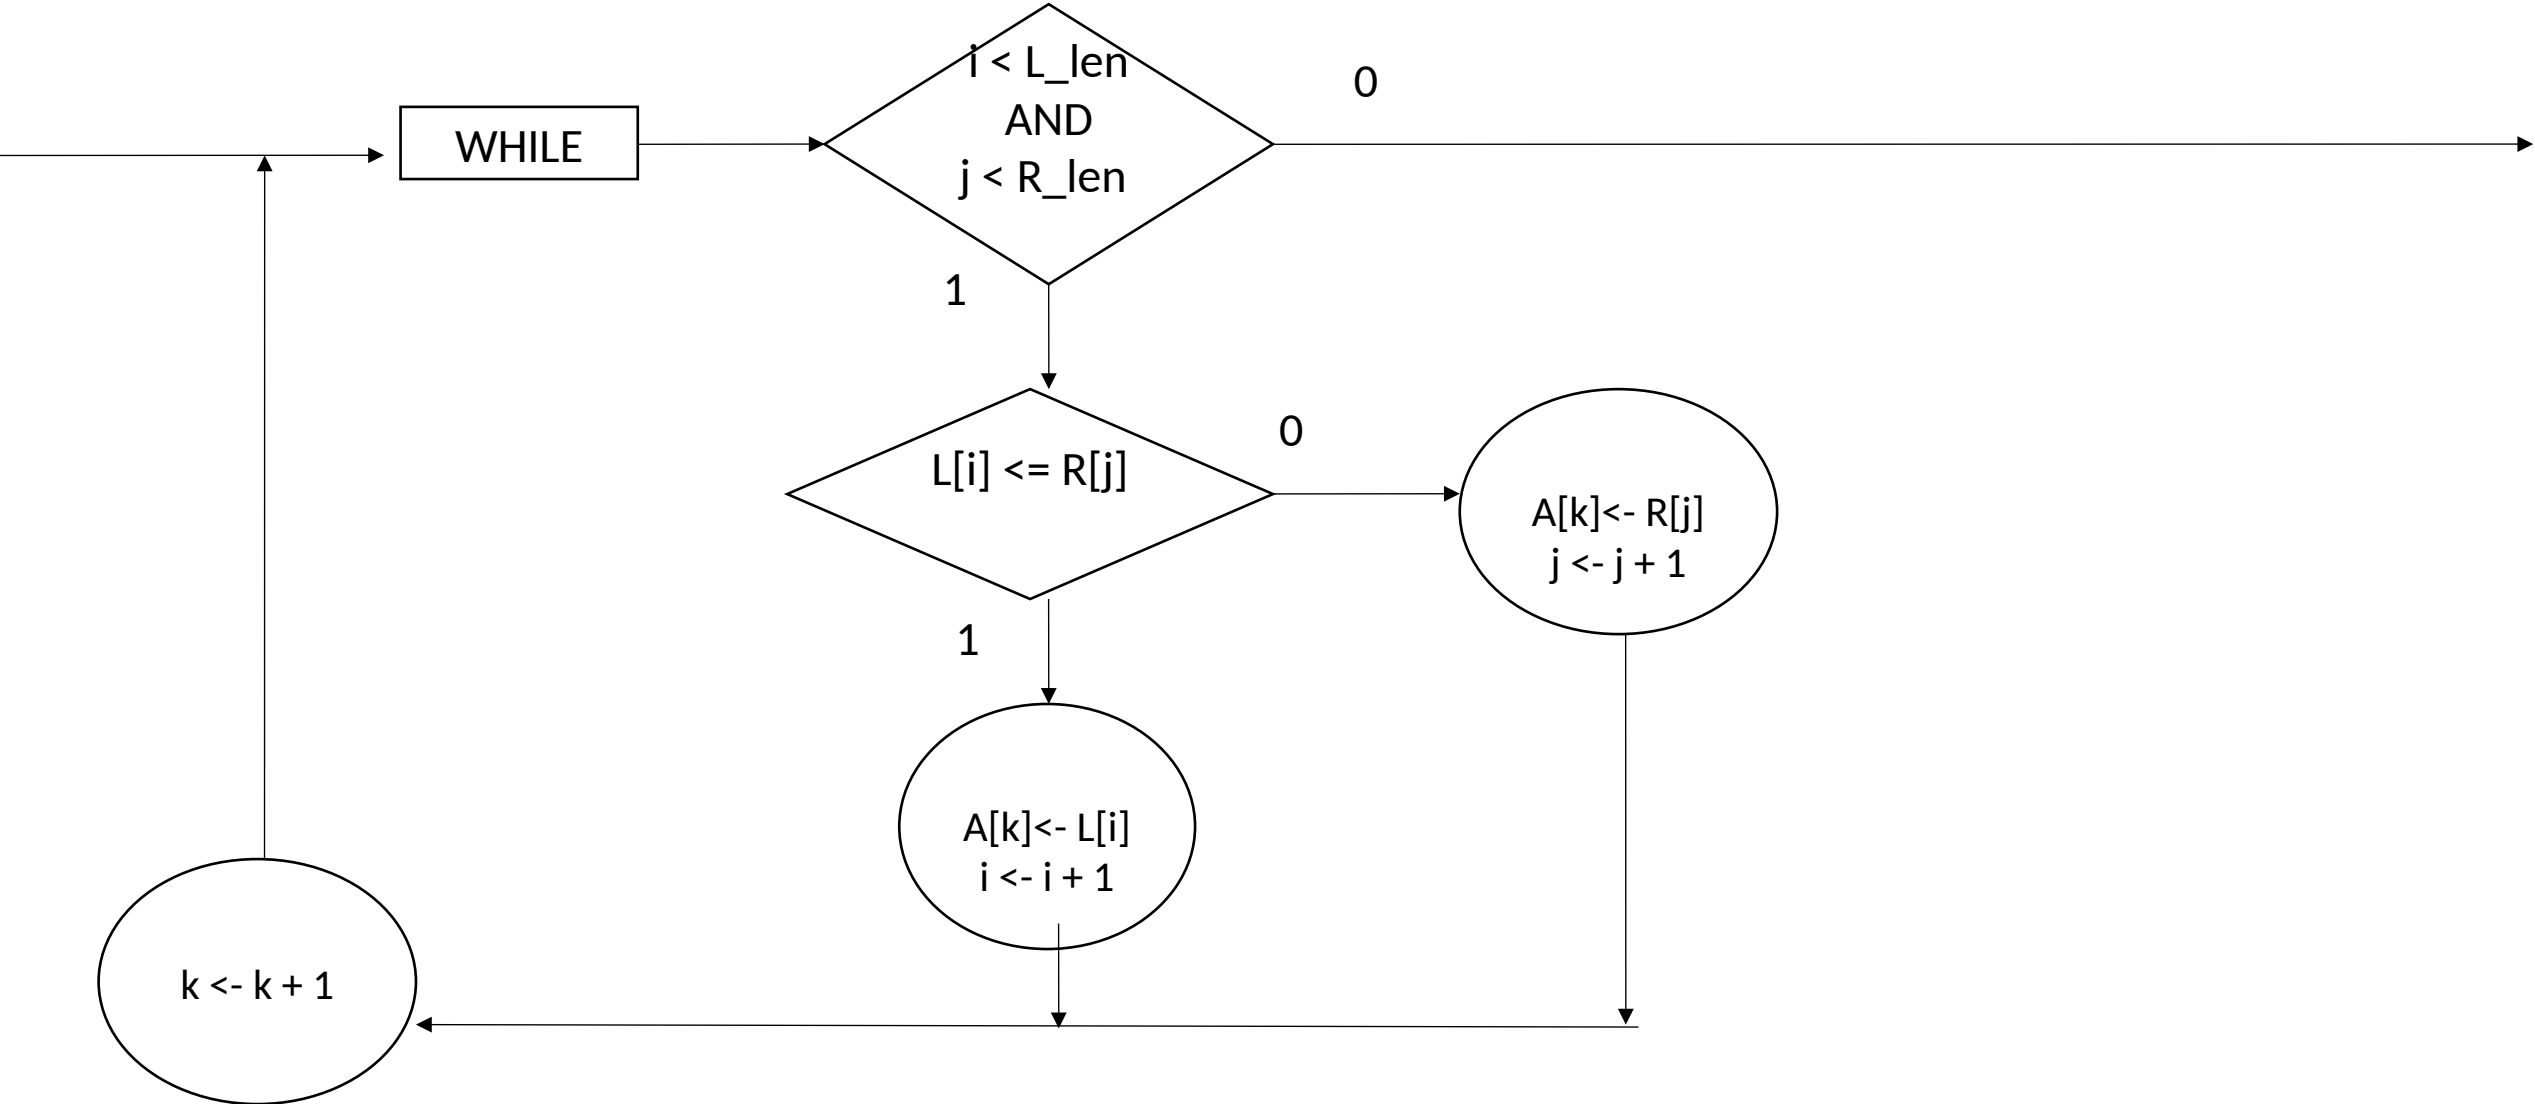 i < L_len
AND
j < R_len
0
WHILE
1
L[i] <= R[j]
0
A[k]<- R[j]
j <- j + 1
1
A[k]<- L[i]
i <- i + 1
k <- k + 1